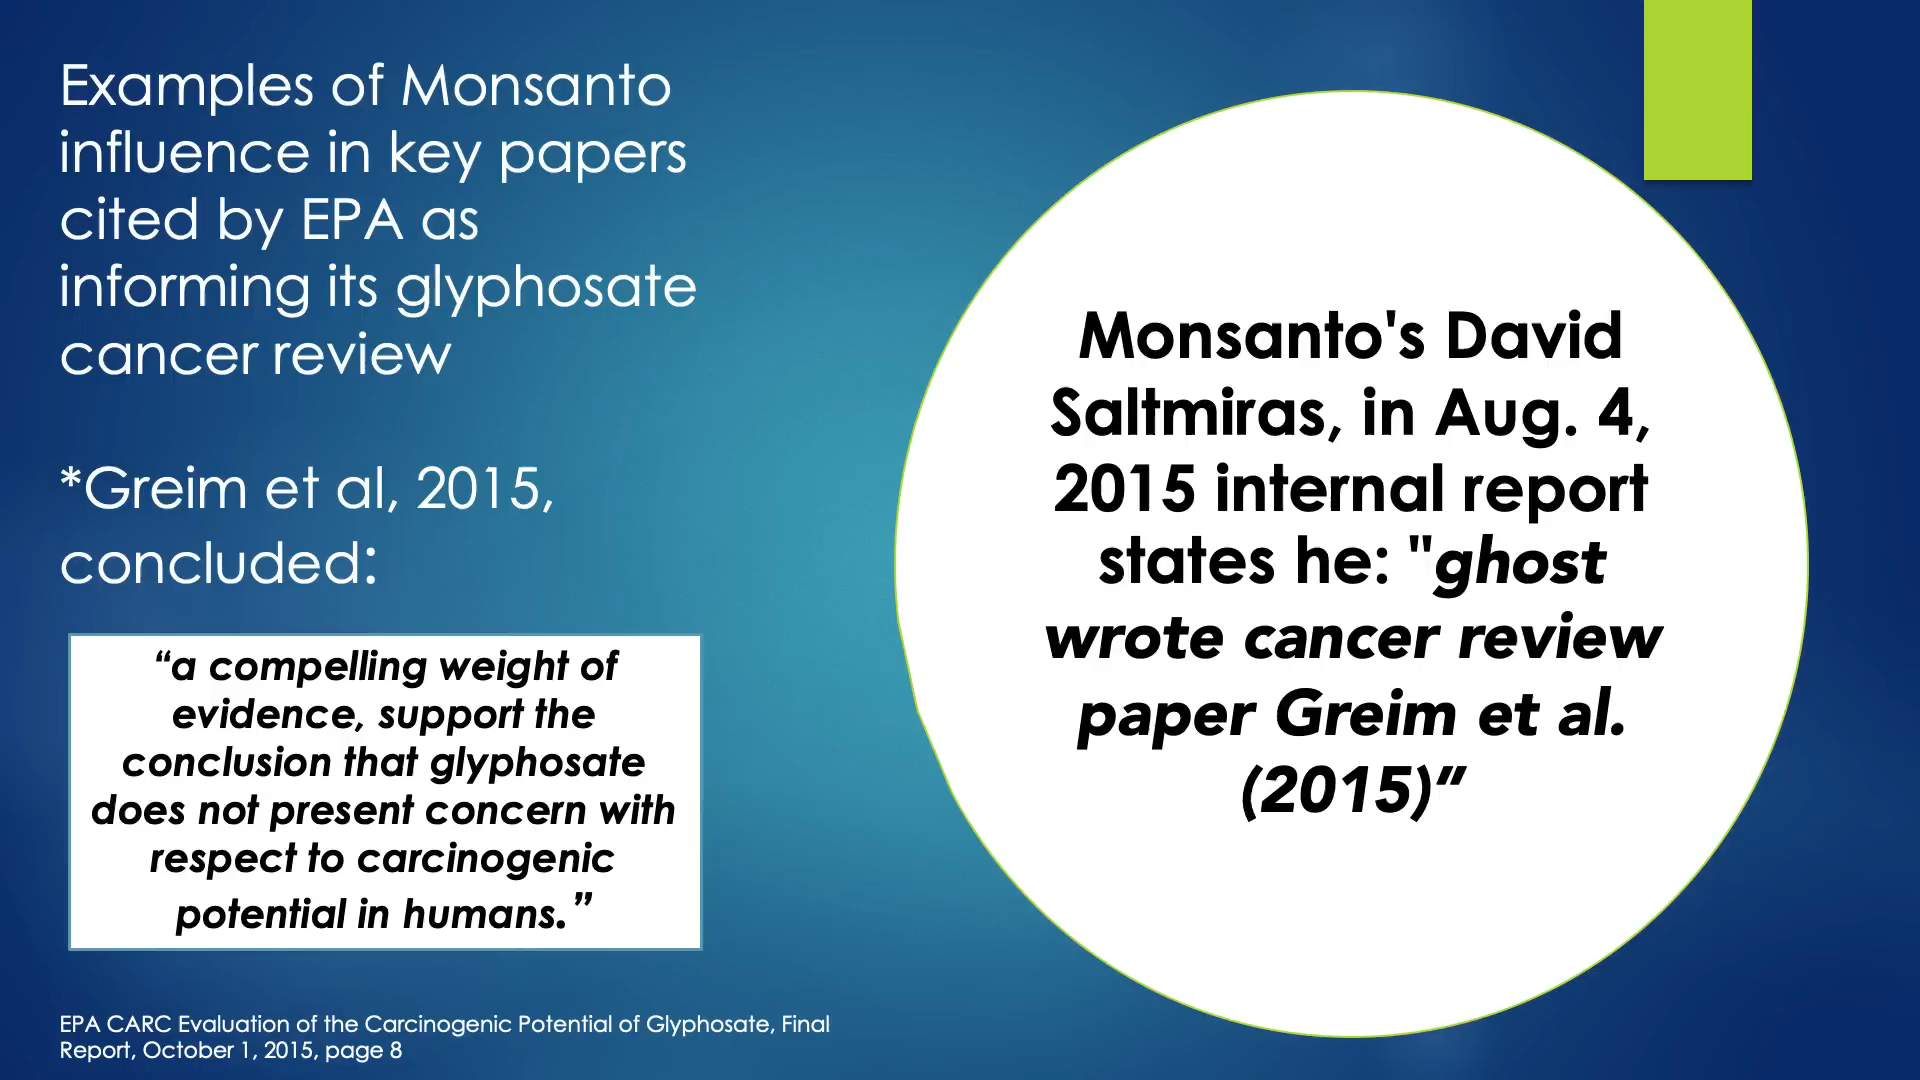 Examples of Monsanto
influence in key papers
cited by EPA as
informing its glyphosate
cancer review
*Greim et al, 2015,
concluded:
“a compelling weight of
evidence, support the
conclusion that glyphosate
does not present concern with
respect to carcinogenic
potential in humans.”
EPA CARC Evaluation of the Carcinogenic Potential of Glyphosate, Final
Report, October 1, 2015, page 8
Monsanto's David
Saltmiras, in Aug. 4,
2015 internal report
states he: "ghost
wrote cancer review
paper Greim et al.
(2015)”